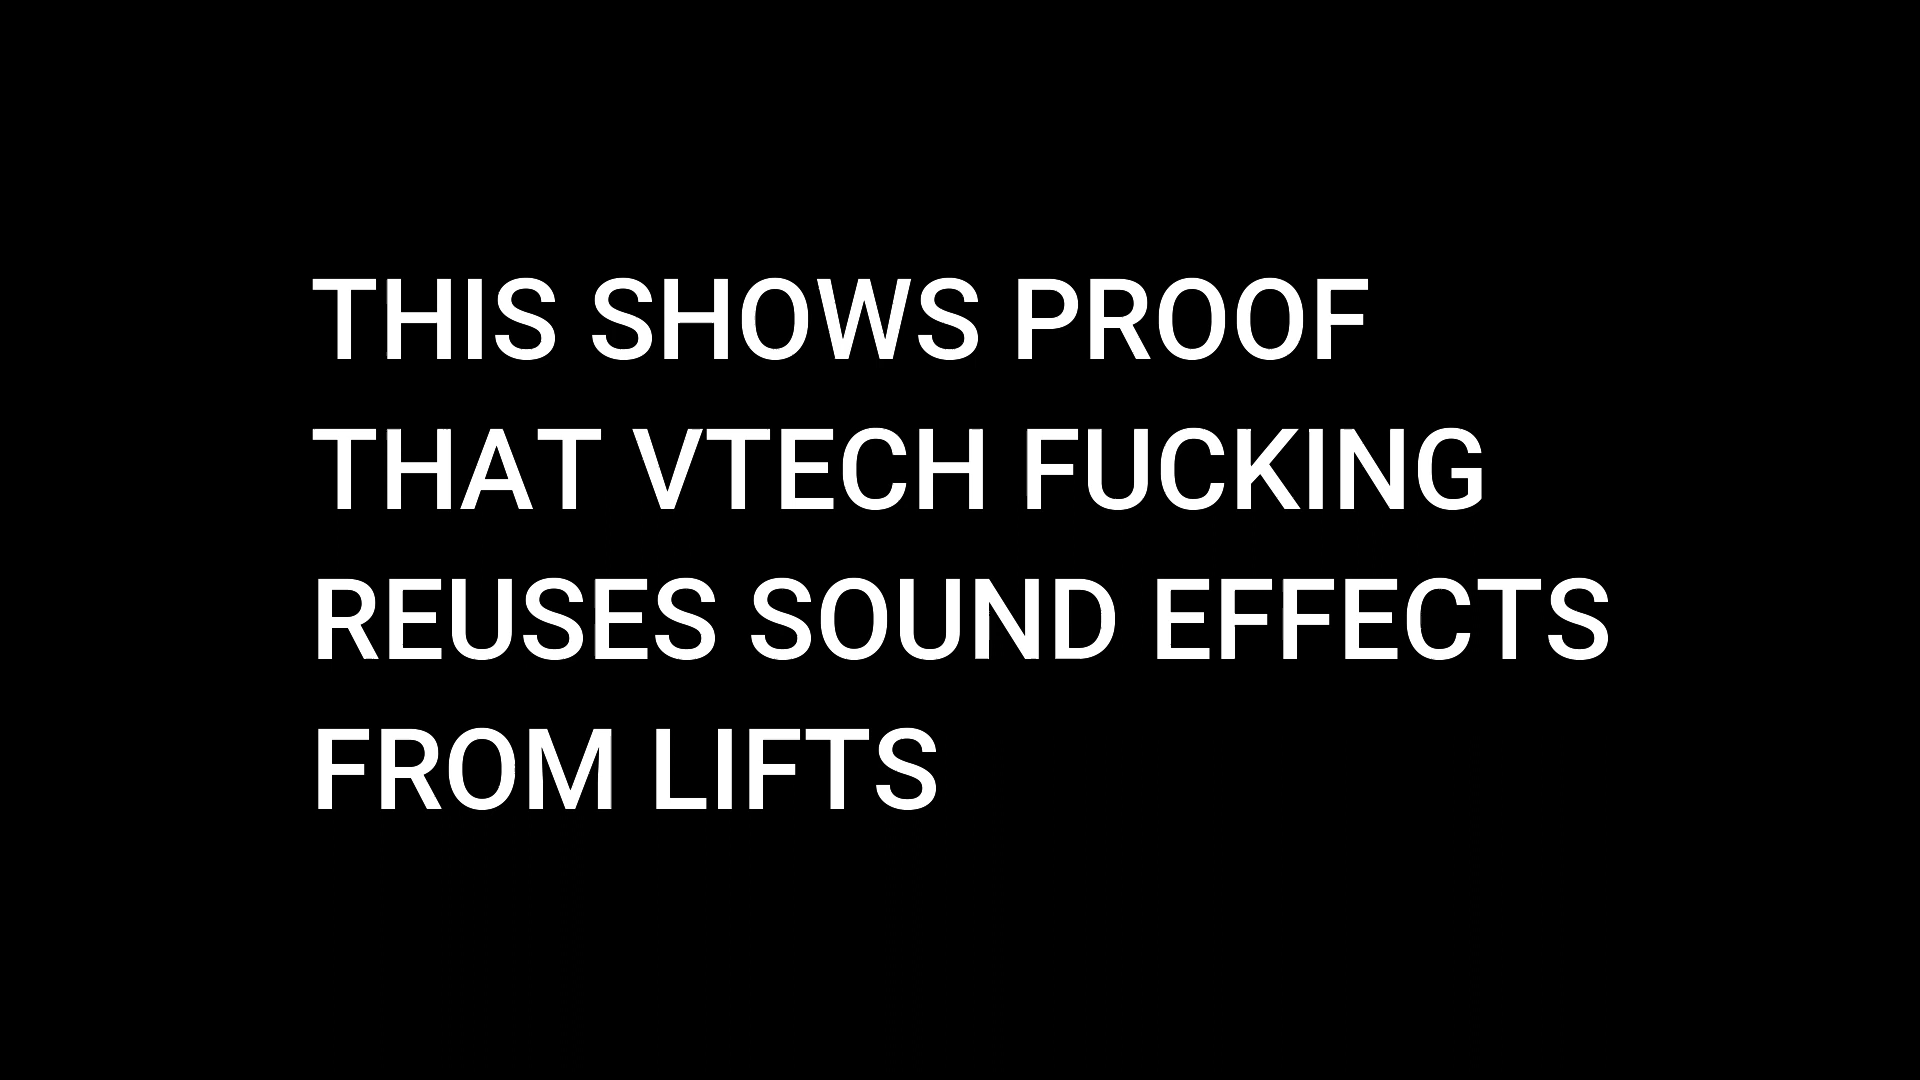 THIS SHOWS PROOF
THAT VTECH FUCKING
REUSES SOUND EFFECTS
FROM LIFTS